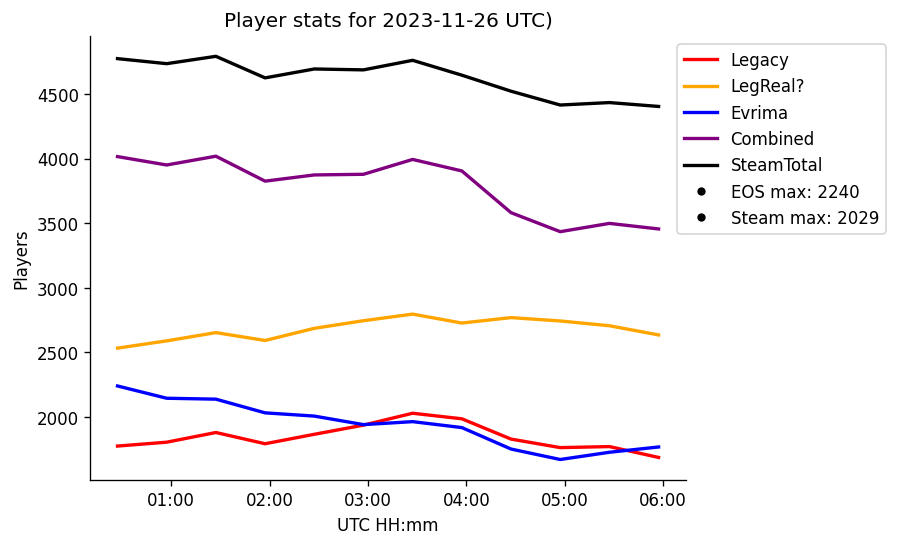 Player stats for 2023-11-26 UTC)
Legacy
LegReal?
Evrima
Combined
SteamTotal
EOS max: 2240
Steam max: 2029
Players
4500
4000
3500
3000
2500
2000
01:00 02:00 03:00 04:00 05:00 06:00
UTC HH:mm